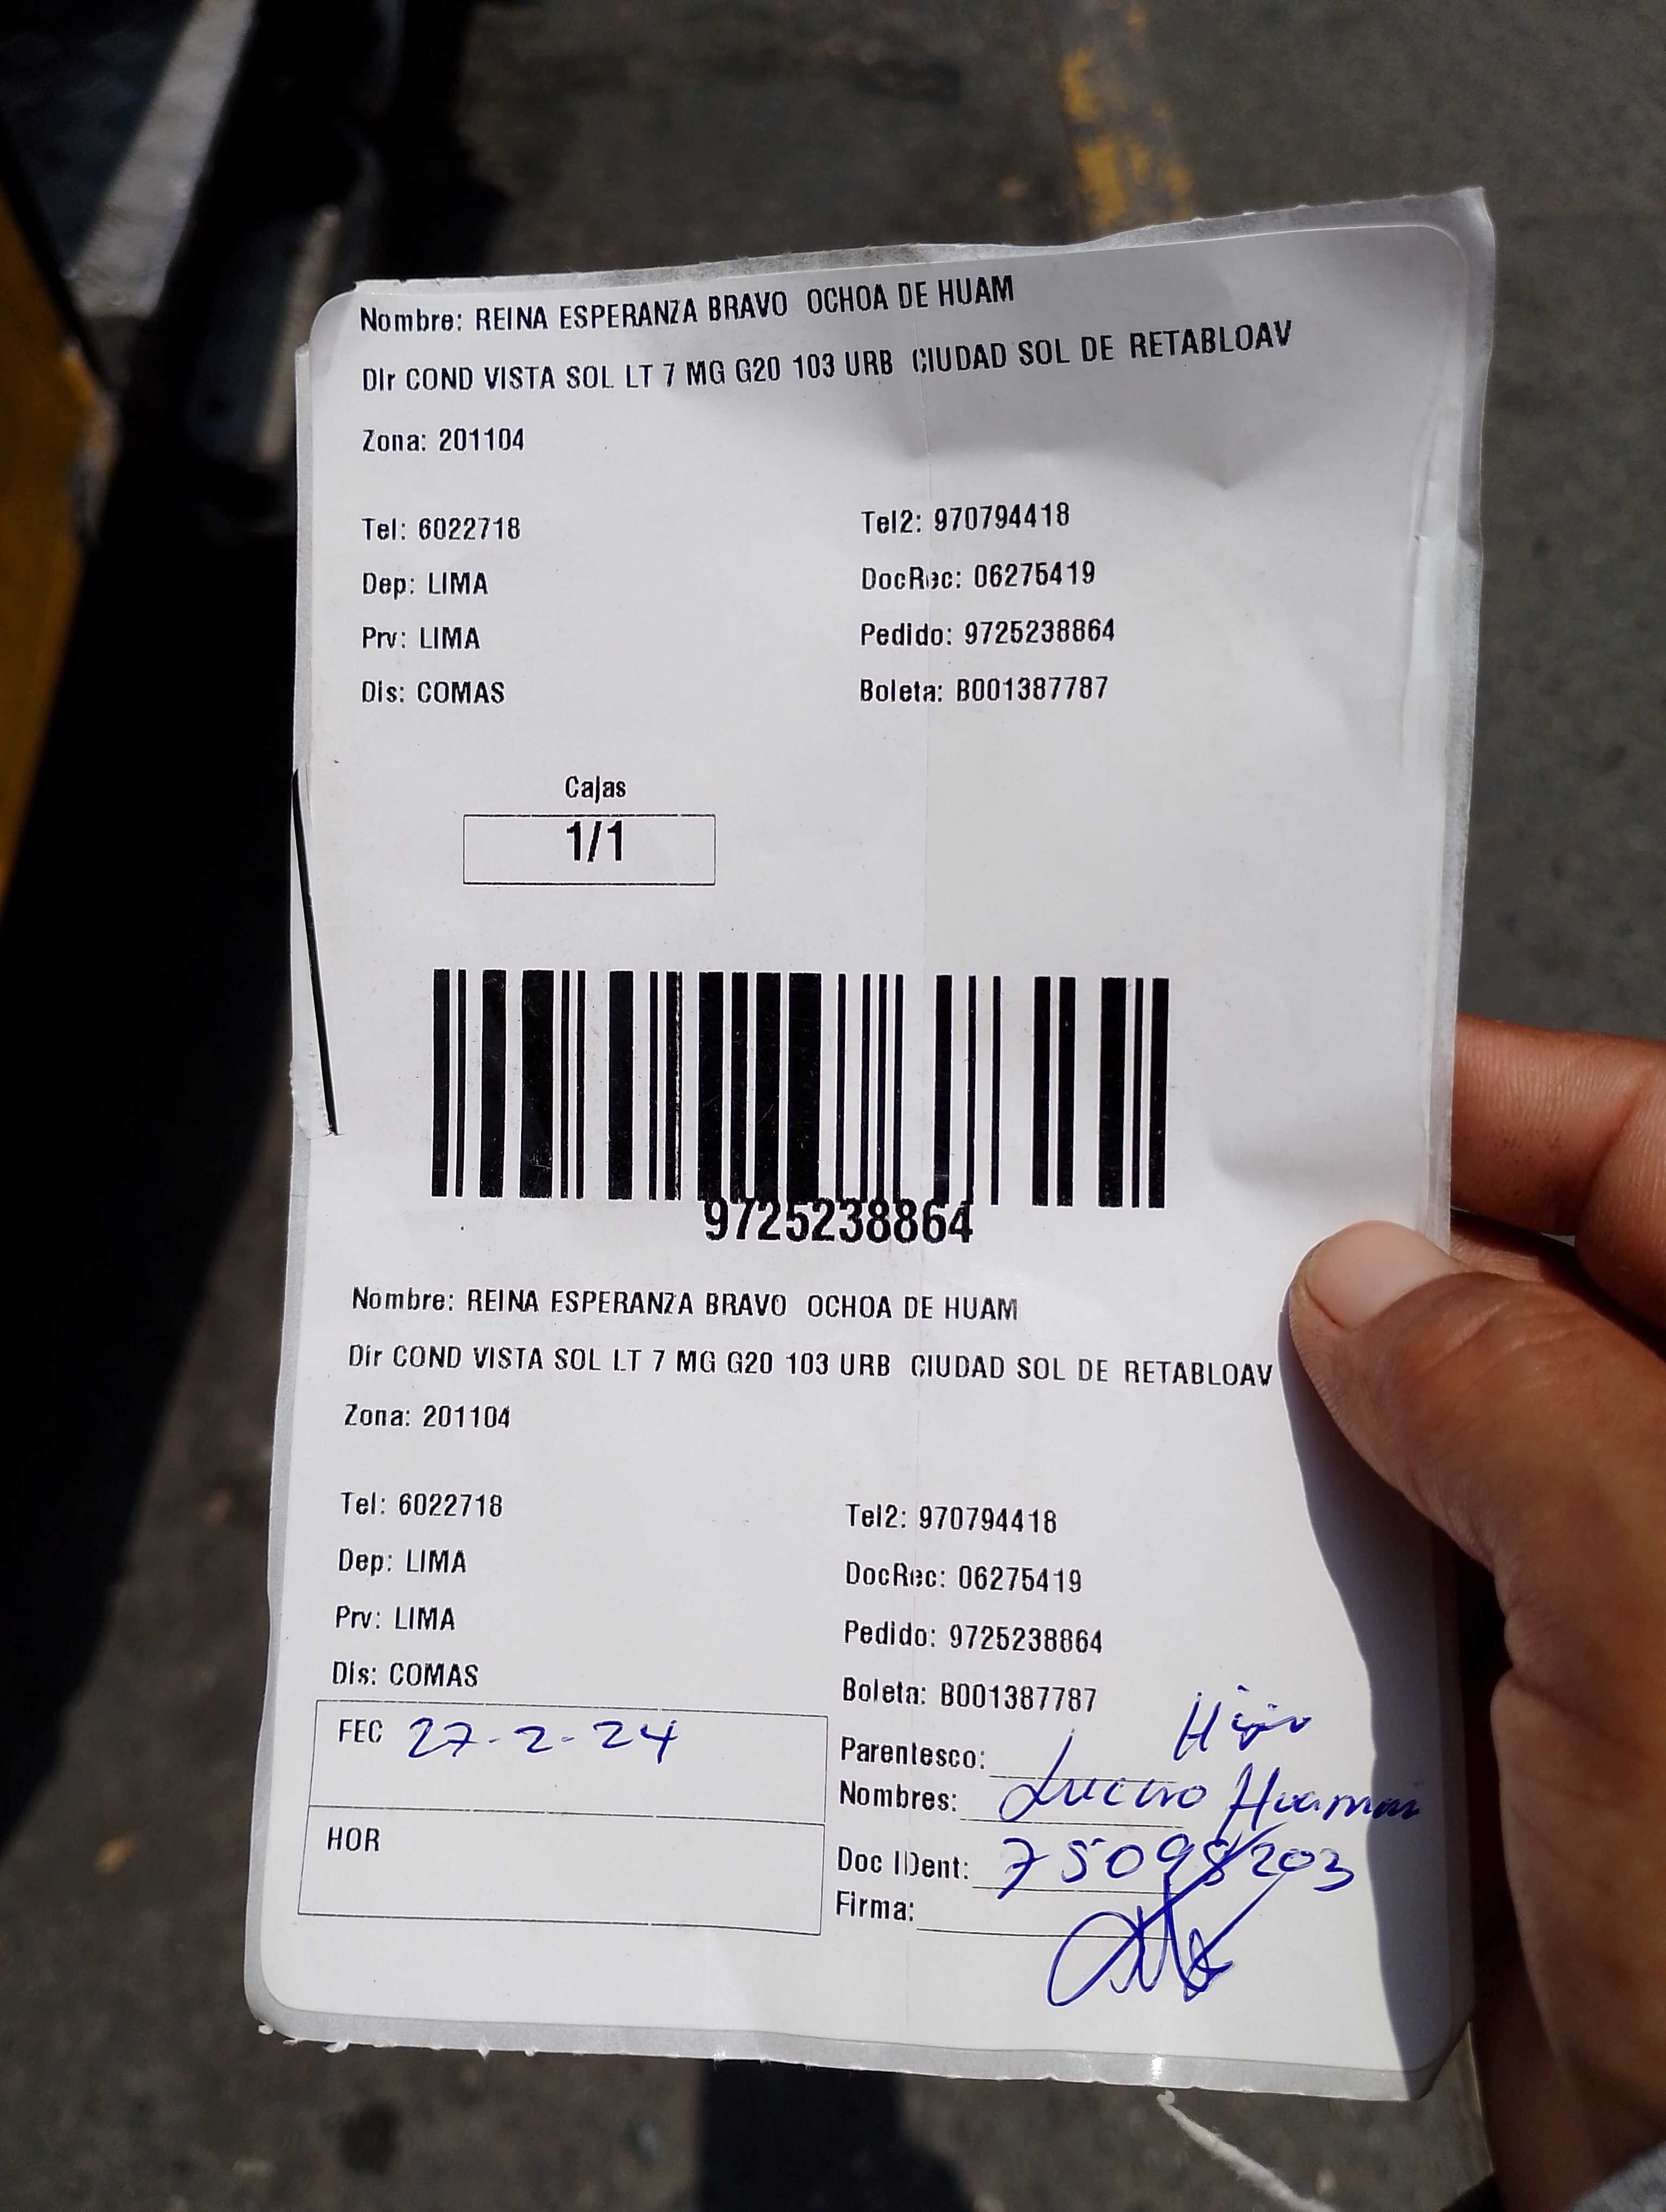 Nombre: REINA ESPERANZA BRAVO OCHOA DE HUAM
Dir COND VISTA SOL LT 7 MG G20 103 URB CIUDAD SOL DE RETABLOAV
Zona: 201104
Tel: 6022718 Tel2: 970794418
Dep: LIMA DocRec: 06275419
Prv: LIMA Pedido: 9725238864
Dis: COMAS Boleta: B001387787
Cajas
1/1
9725238864
Nombre: REINA ESPERANZA BRAVO OCHOA DE HUAM
Dir COND VISTA SOL LT 7 MG G20 103 URB CIUDAD SOL DE RETABLOAV
Zona: 201104
Tel: 6022718 Tel2: 970794418
Dep: LIMA DocRec: 06275419
Prv: LIMA Pedido: 9725238864
Dis: COMAS Boleta: B001387787
FEC 27-2-24
HOR
Parentesco: Hijo
Nombres:
Doc IDent: 75098203
Firma: